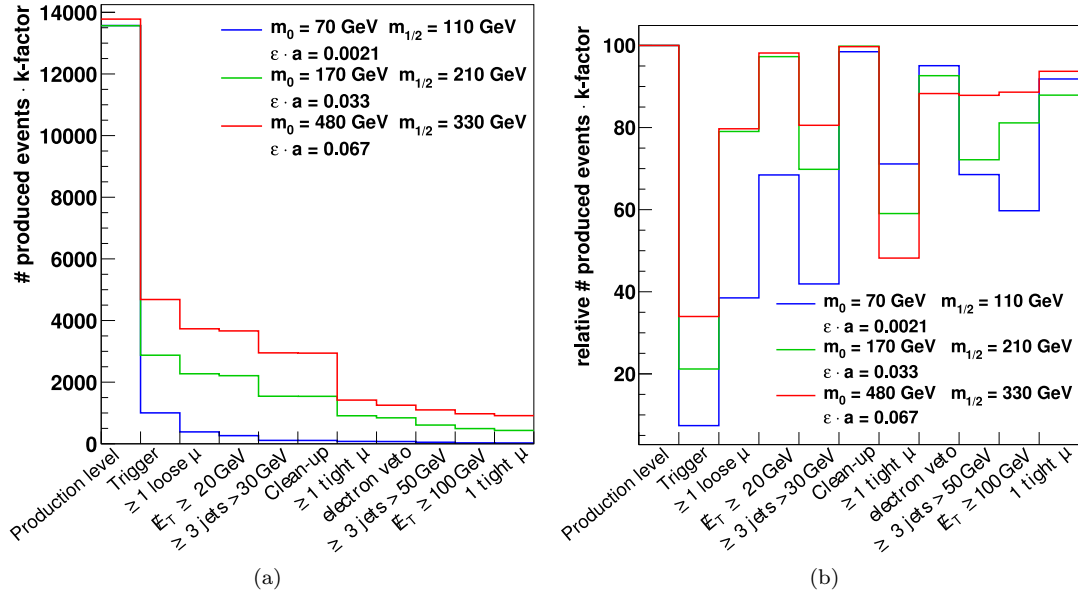 # produced events · k-factor
14000
12000
10000
8000
6000
4000
2000
0
m₀ = 70 GeV m₁/₂ = 110 GeV
ε · a = 0.0021
m₀ = 170 GeV m₁/₂ = 210 GeV
ε · a = 0.033
m₀ = 480 GeV m₁/₂ = 330 GeV
ε · a = 0.067
Production level
Trigger
≥ 1 loose μ
E̸_T ≥ 20 GeV
≥ 3 jets > 30 GeV
Clean-up
≥ 1 tight μ
electron veto
≥ 3 jets > 50 GeV
E̸_T ≥ 100 GeV
1 tight μ
(a)
relative # produced events · k-factor
100
80
60
40
20
m₀ = 70 GeV m₁/₂ = 110 GeV
ε · a = 0.0021
m₀ = 170 GeV m₁/₂ = 210 GeV
ε · a = 0.033
m₀ = 480 GeV m₁/₂ = 330 GeV
ε · a = 0.067
Production level
Trigger
≥ 1 loose μ
E̸_T ≥ 20 GeV
≥ 3 jets > 30 GeV
Clean-up
≥ 1 tight μ
electron veto
≥ 3 jets > 50 GeV
E̸_T ≥ 100 GeV
1 tight μ
(b)